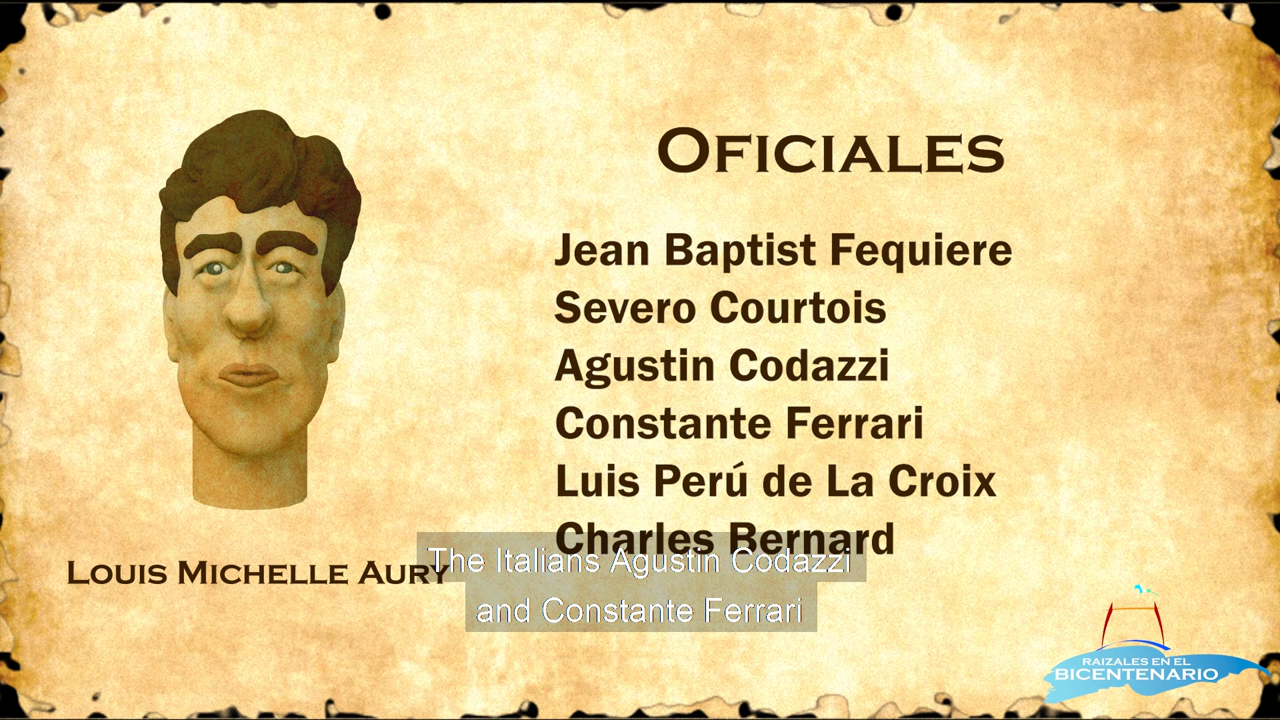 OFICIALES
Jean Baptist Fequiere
Severo Courtois
Agustin Codazzi
Constante Ferrari
Luis Perú de La Croix
Charles Bernard
LOUIS MICHELLE AURY
The Italians Agustin Codazzi
and Constante Ferrari
RAIZALES EN EL
BICENTENARIO